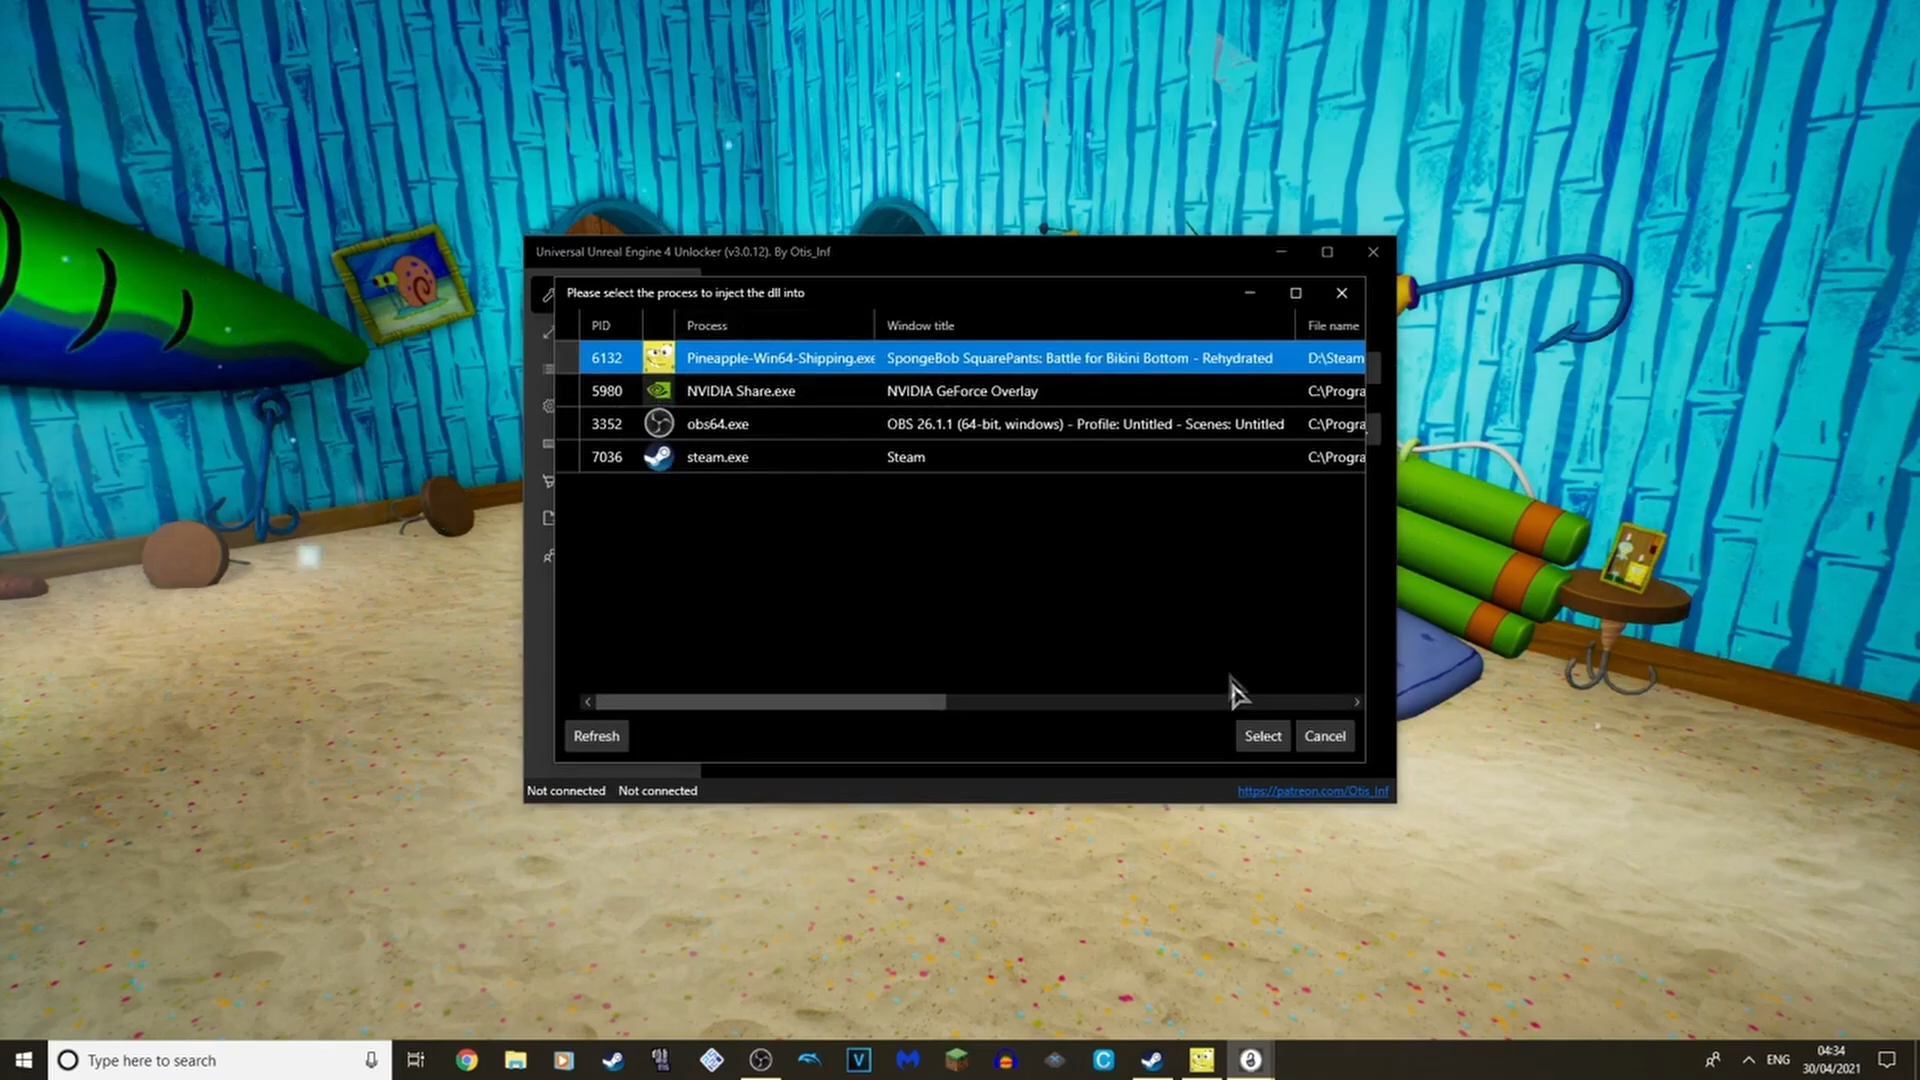 Universal Unreal Engine 4 Unlocker (v3.0.12). By Otis_Inf
Please select the process to inject the dll into
PID Process Window title File name
6132 Pineapple-Win64-Shipping.exe SpongeBob SquarePants: Battle for Bikini Bottom - Rehydrated D:\Steam
5980 NVIDIA Share.exe NVIDIA GeForce Overlay C:\Progra
3352 obs64.exe OBS 26.1.1 (64-bit, windows) - Profile: Untitled - Scenes: Untitled C:\Progra
7036 steam.exe Steam C:\Progra
Refresh Select Cancel
Not connected Not connected https://patreon.com/Otis_Inf
Type here to search
ENG
04:34
30/04/2021